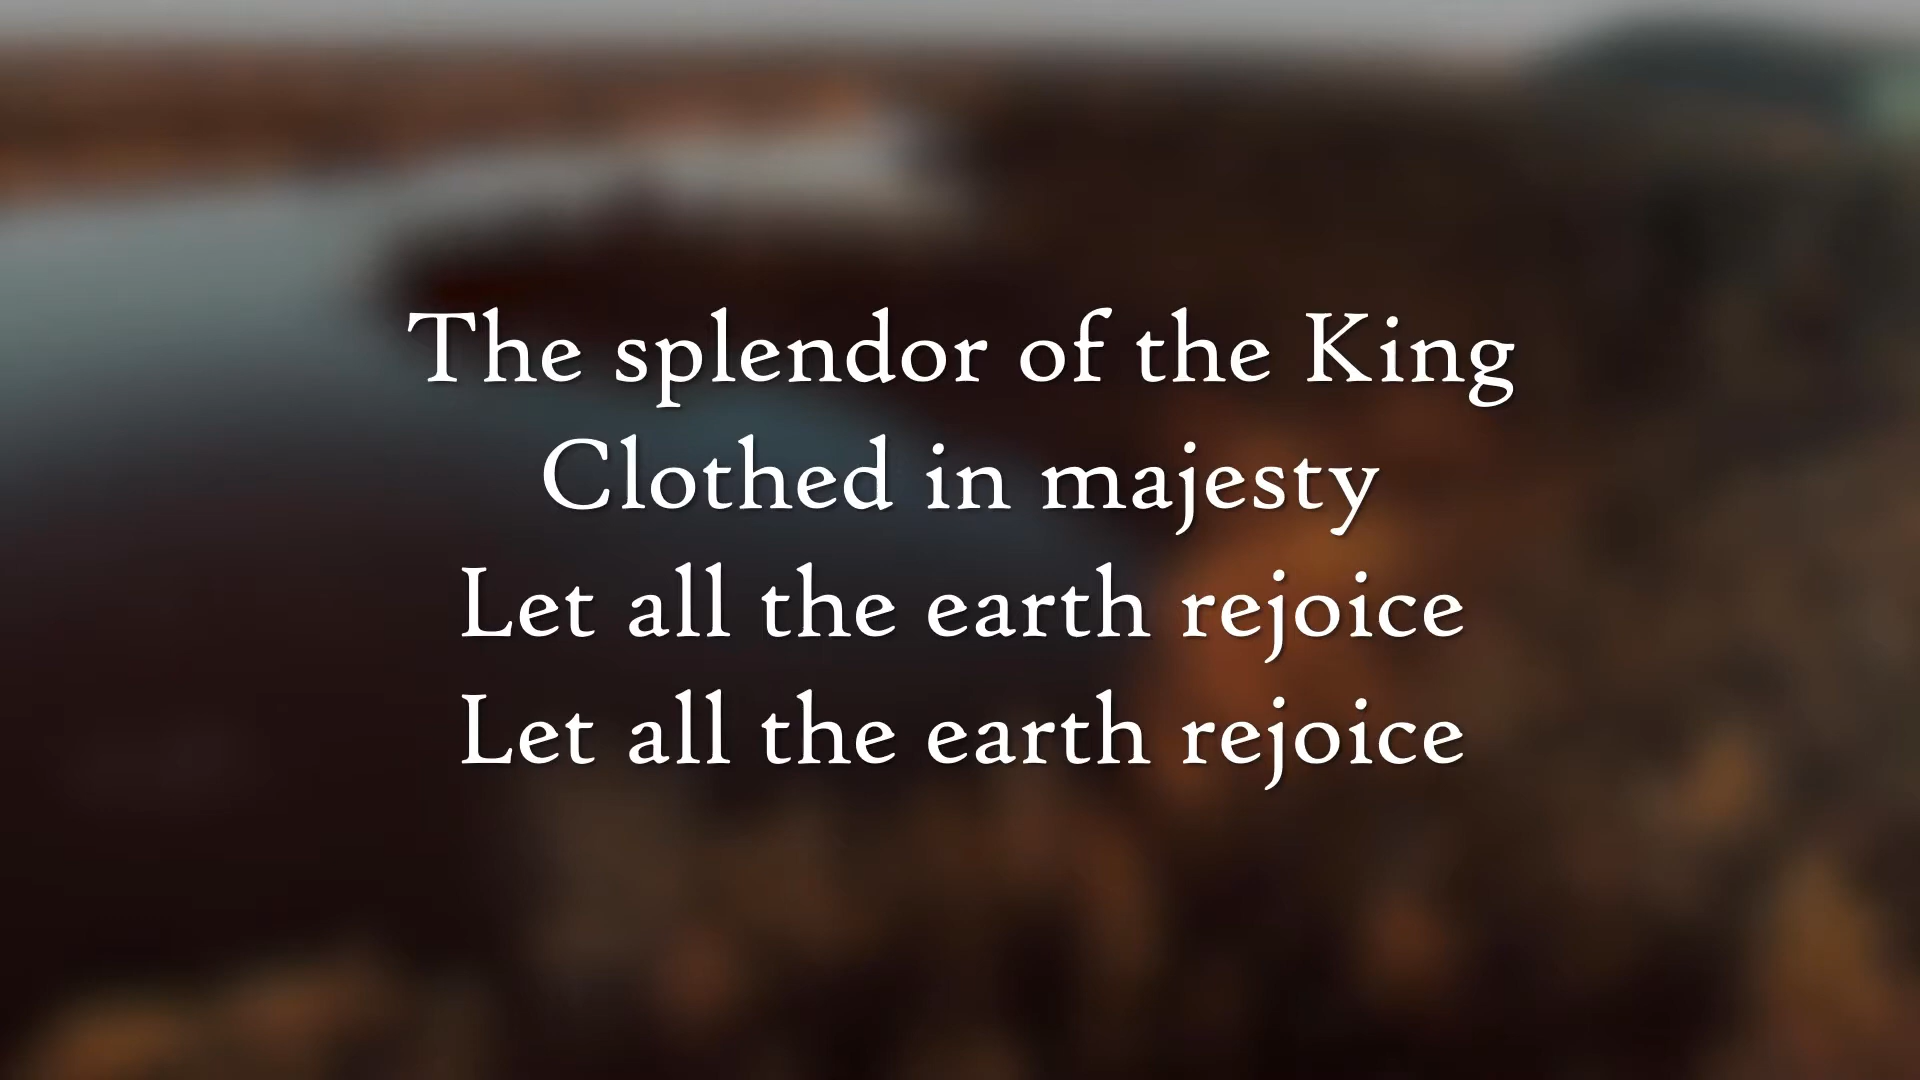 The splendor of the King
Clothed in majesty
Let all the earth rejoice
Let all the earth rejoice